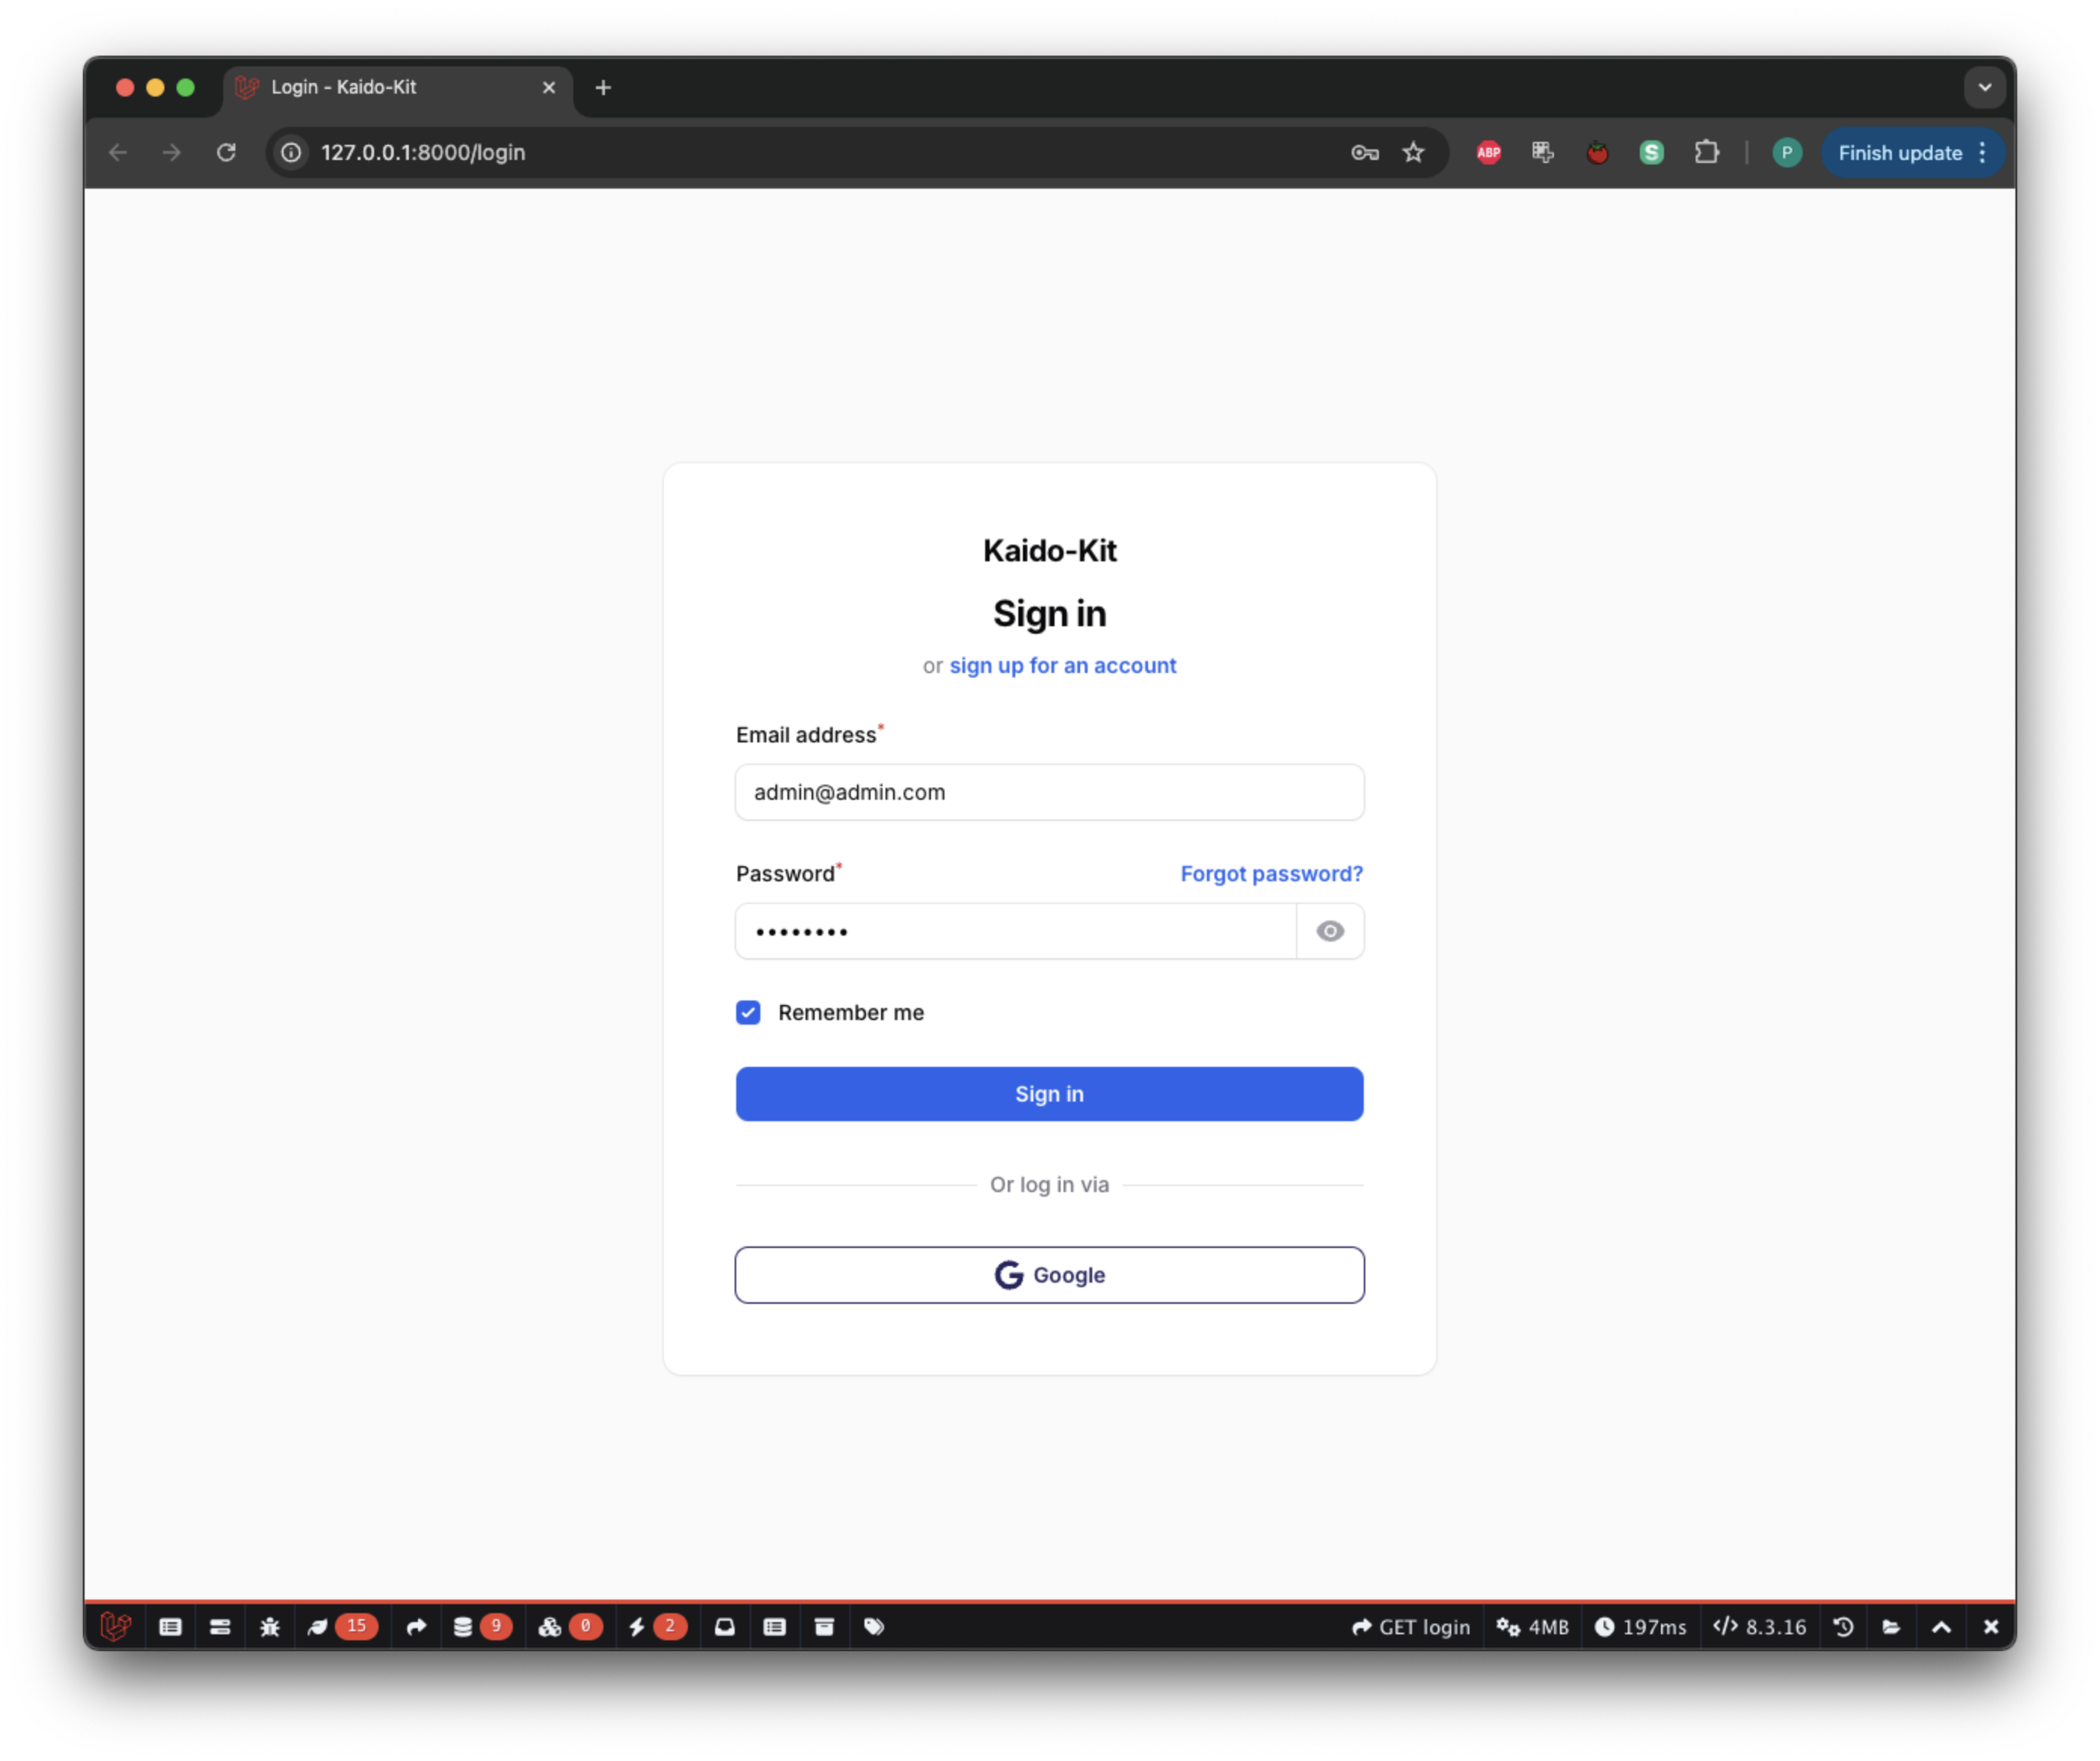 Login - Kaido-Kit
127.0.0.1:8000/login
ABP
S
P
Finish update
Kaido-Kit
Sign in
or sign up for an account
Email address*
admin@admin.com
Password*
Forgot password?
••••••••
Remember me
Sign in
Or log in via
G Google
15
9
0
2
GET login
4MB
197ms
</> 8.3.16